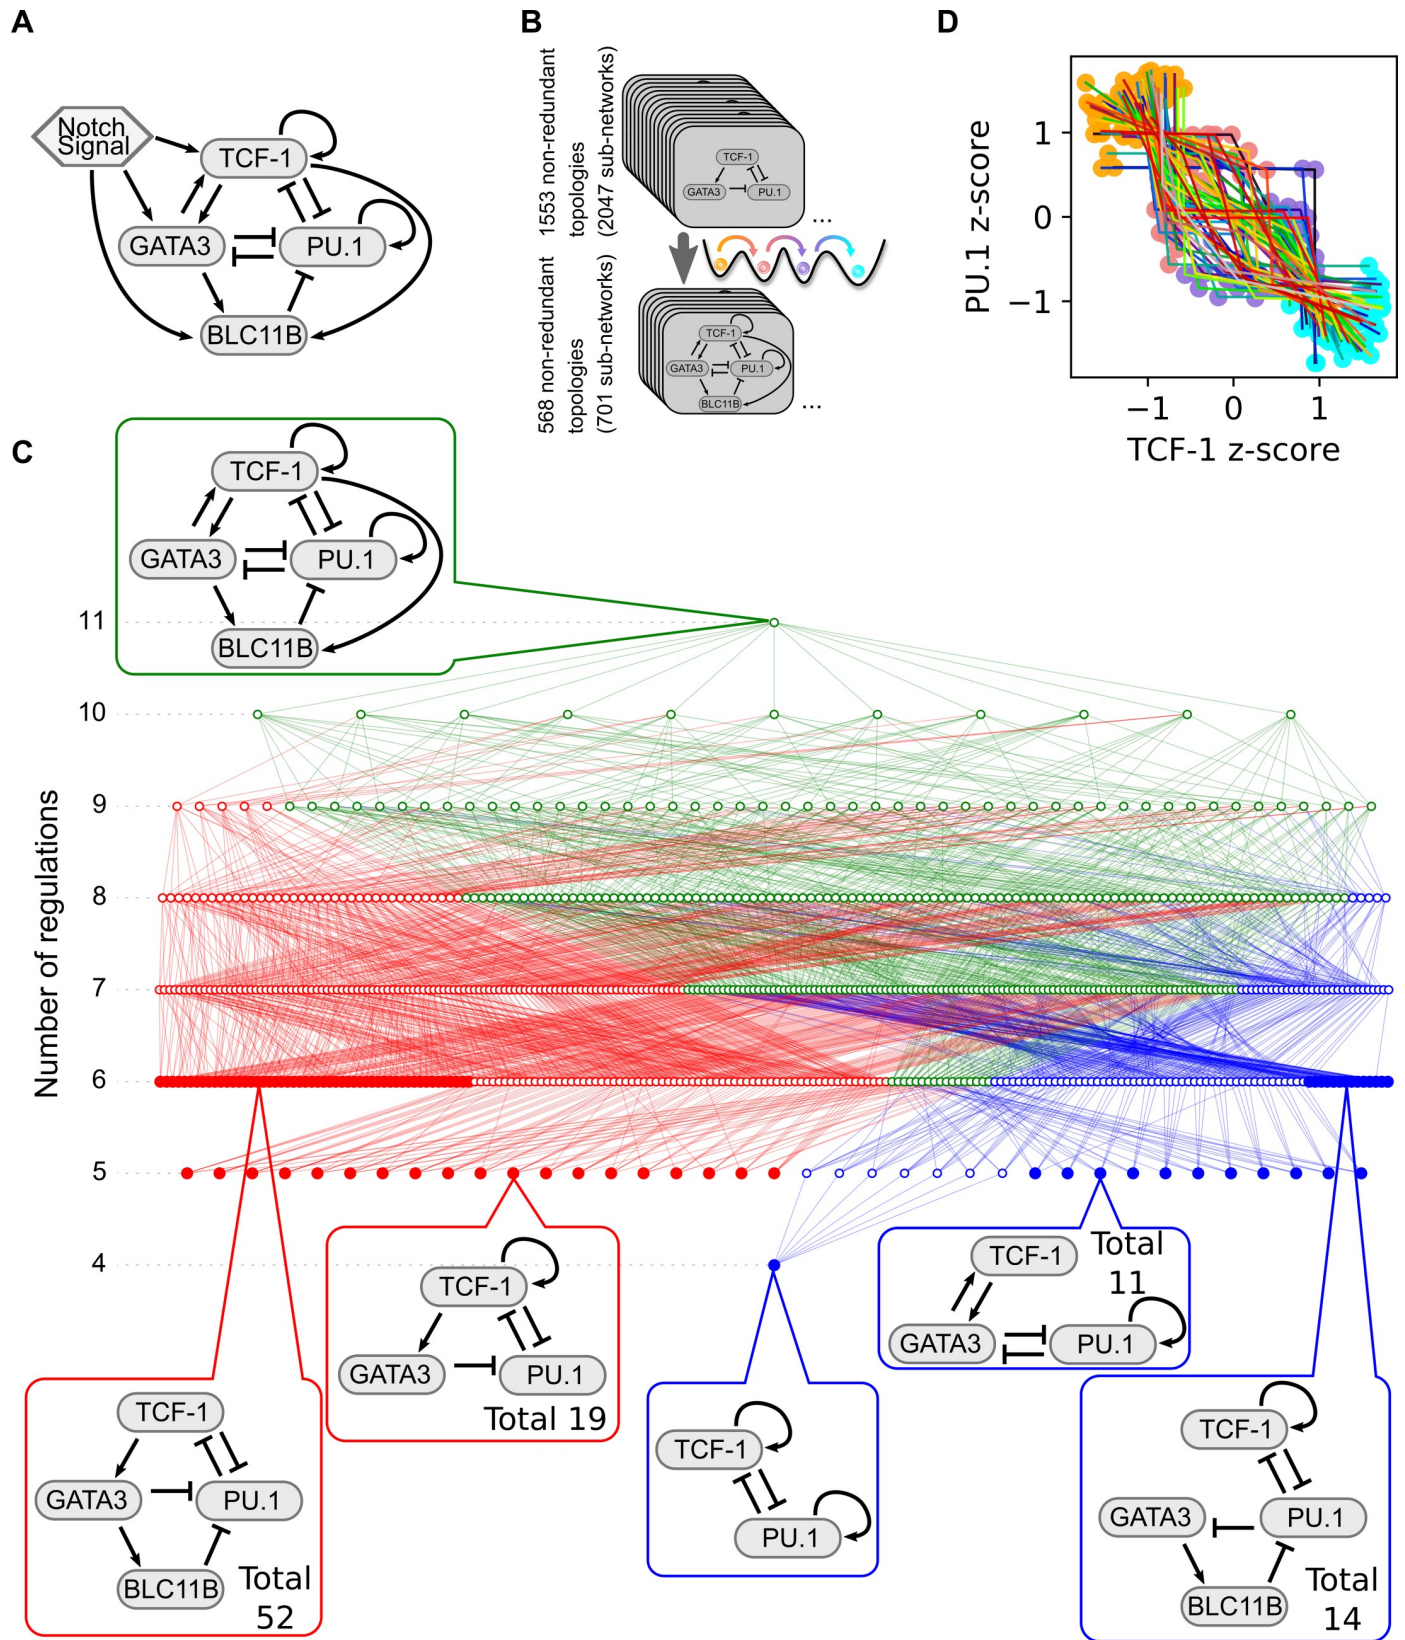 A
Notch
Signal
TCF-1
GATA3
PU.1
BLC11B
B
1553 non-redundant
topologies
(2047 sub-networks)
TCF-1
GATA3
PU.1
...
568 non-redundant
topologies
(701 sub-networks)
TCF-1
GATA3
PU.1
BLC11B
...
D
PU.1 z-score
1
0
−1
−1
0
1
TCF-1 z-score
C
TCF-1
GATA3
PU.1
BLC11B
Number of regulations
11
10
9
8
7
6
5
4
TCF-1
GATA3
PU.1
BLC11B
Total
52
TCF-1
GATA3
PU.1
Total 19
TCF-1
PU.1
TCF-1
Total
11
GATA3
PU.1
TCF-1
GATA3
PU.1
BLC11B
Total
14